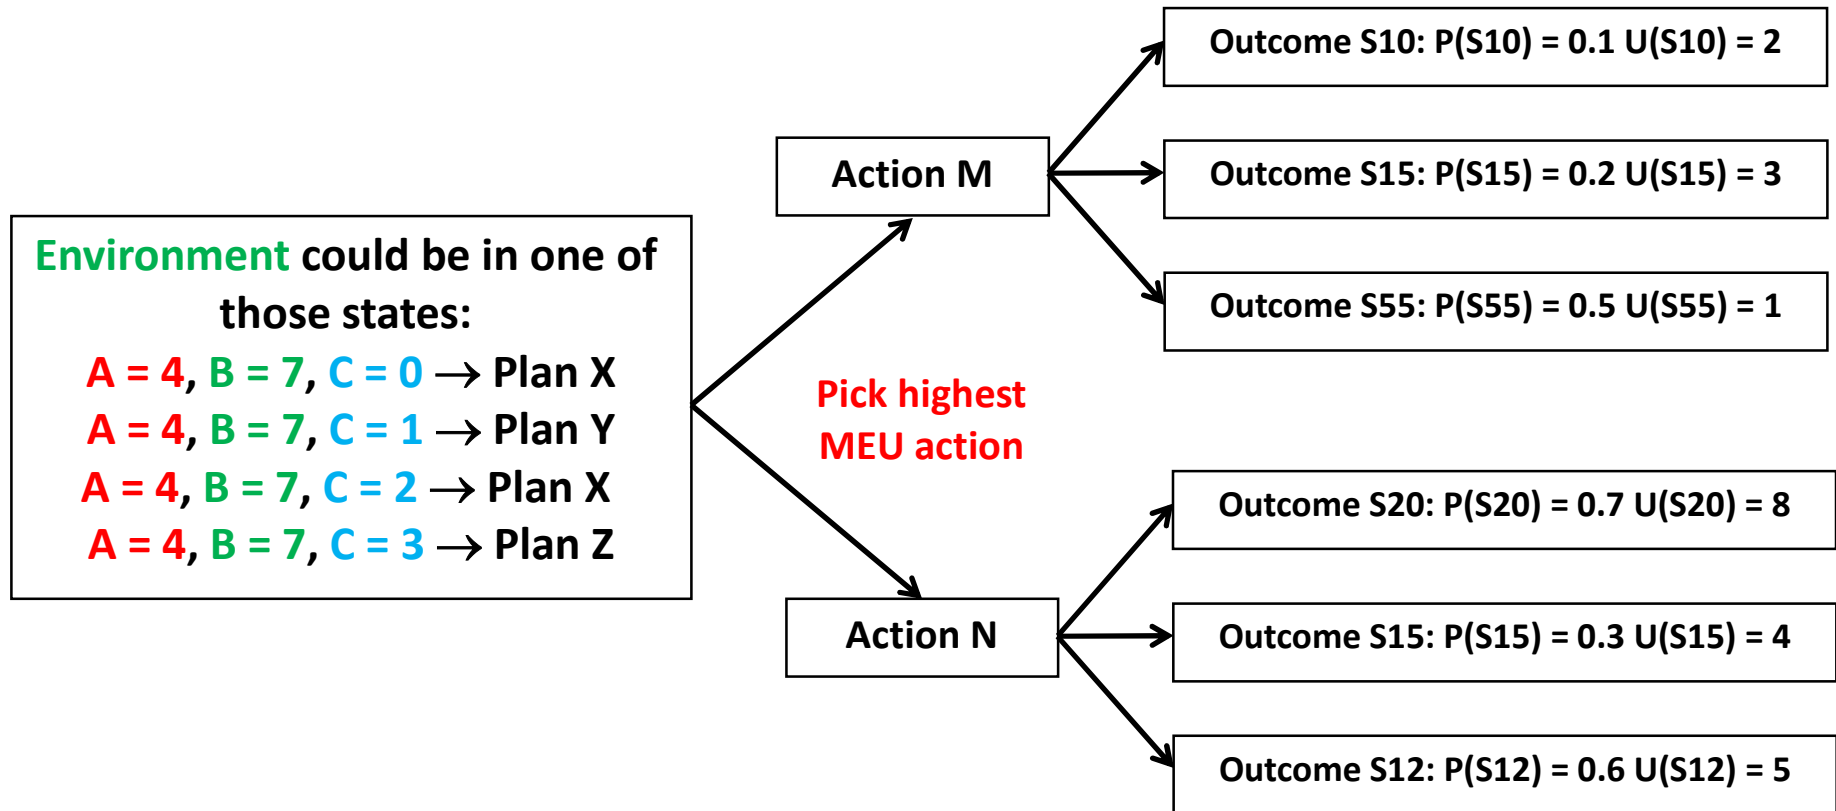 Environment could be in one of
those states:
A = 4, B = 7, C = 0 → Plan X
A = 4, B = 7, C = 1 → Plan Y
A = 4, B = 7, C = 2 → Plan X
A = 4, B = 7, C = 3 → Plan Z
Action M
Pick highest
MEU action
Action N
Outcome S10: P(S10) = 0.1 U(S10) = 2
Outcome S15: P(S15) = 0.2 U(S15) = 3
Outcome S55: P(S55) = 0.5 U(S55) = 1
Outcome S20: P(S20) = 0.7 U(S20) = 8
Outcome S15: P(S15) = 0.3 U(S15) = 4
Outcome S12: P(S12) = 0.6 U(S12) = 5